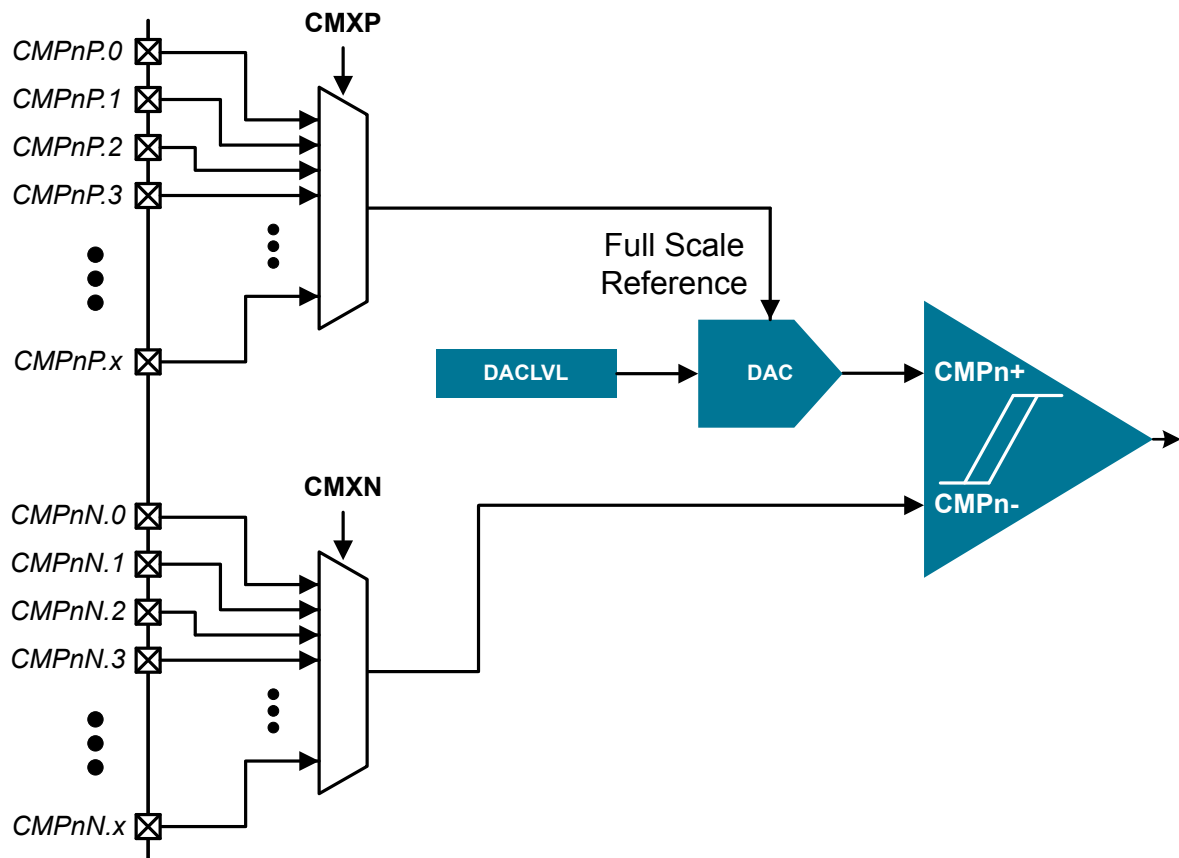 CMXP
CMPnP.0
CMPnP.1
CMPnP.2
CMPnP.3
CMPnP.x
Full Scale
Reference
DACLVL
DAC
CMPn+
CMPn-
CMXN
CMPnN.0
CMPnN.1
CMPnN.2
CMPnN.3
CMPnN.x